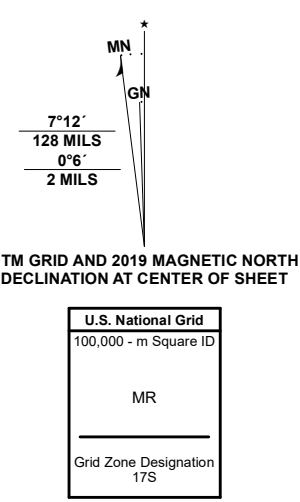 ★
MN
GN
7°12´
128 MILS
0°6´
2 MILS
TM GRID AND 2019 MAGNETIC NORTH
DECLINATION AT CENTER OF SHEET
U.S. National Grid
100,000 - m Square ID
MR
Grid Zone Designation
17S